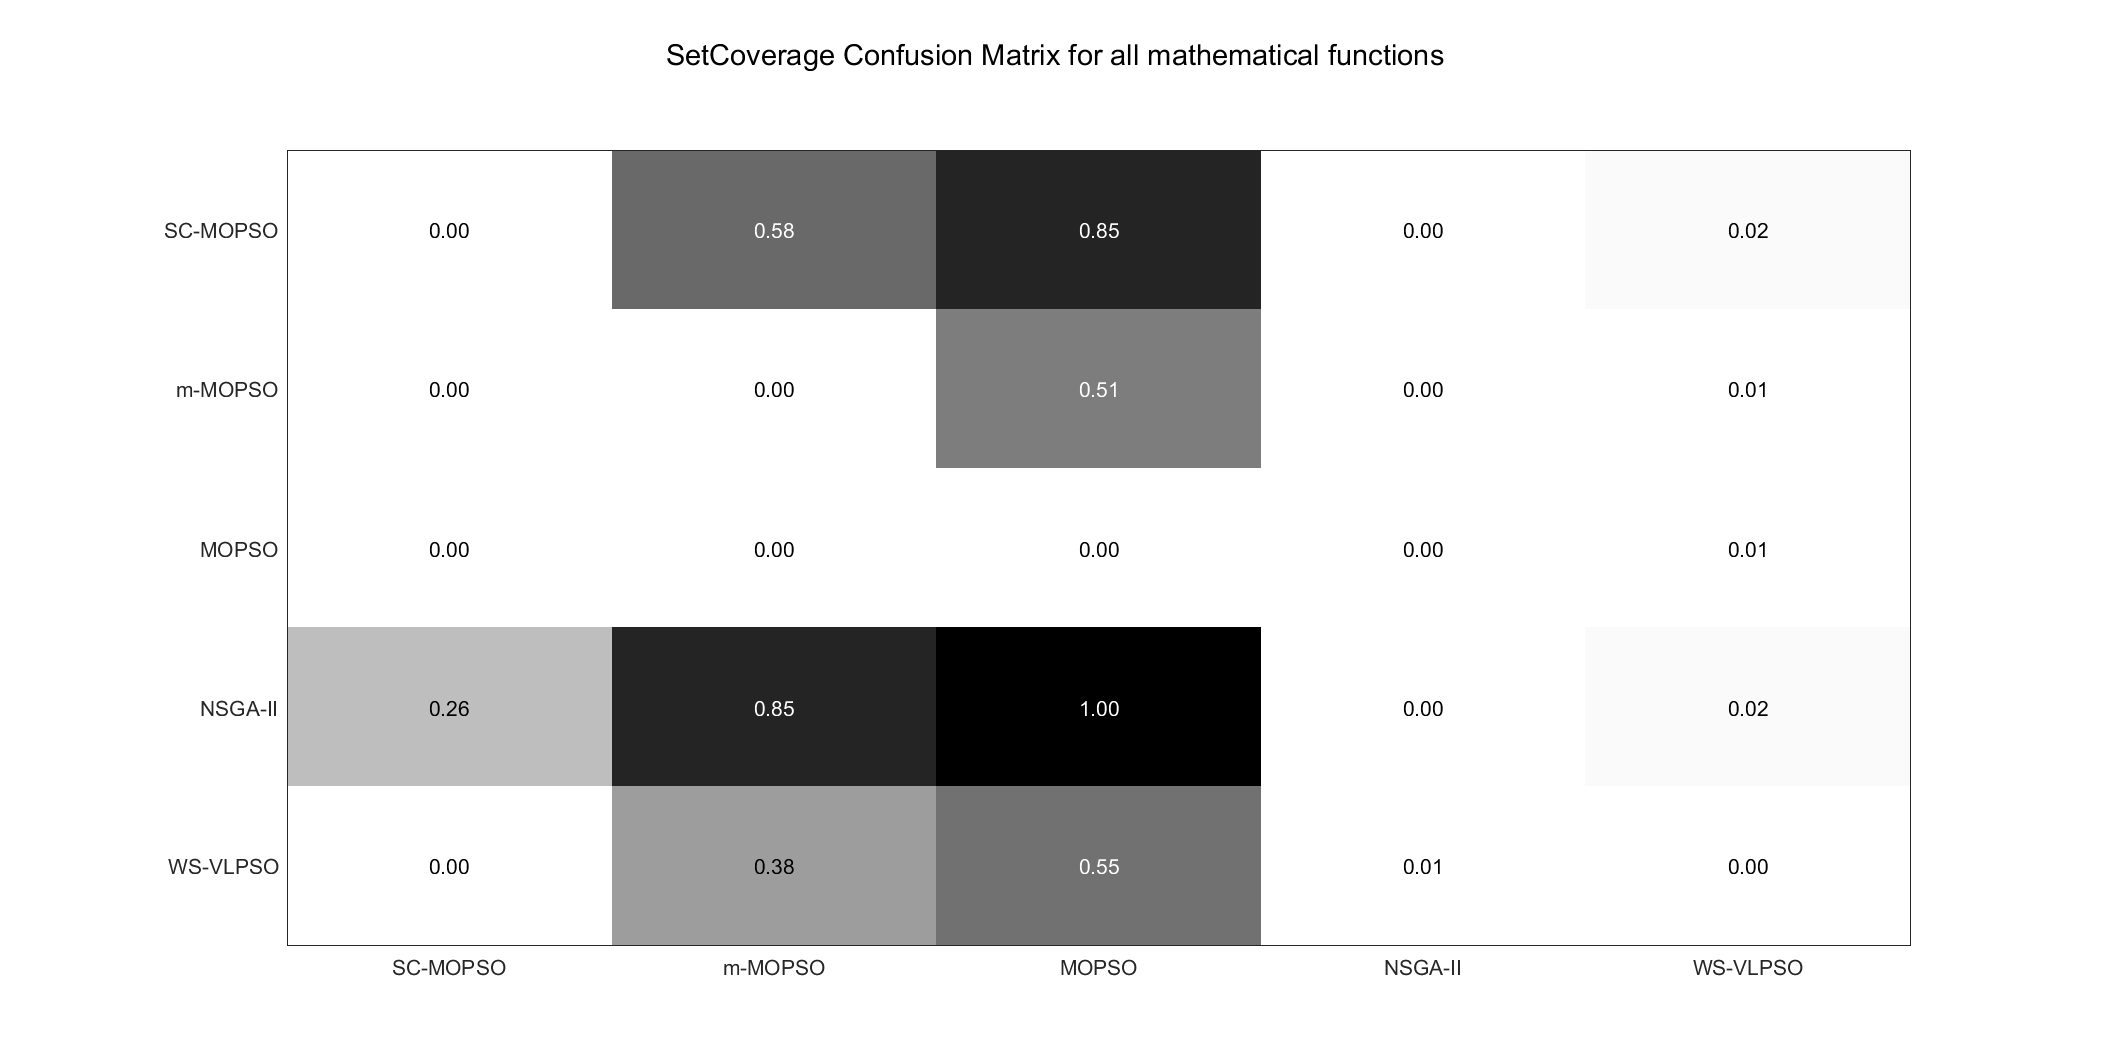 SetCoverage Confusion Matrix for all mathematical functions
SC-MOPSO 0.00 0.58 0.85 0.00 0.02
m-MOPSO 0.00 0.00 0.51 0.00 0.01
MOPSO 0.00 0.00 0.00 0.00 0.01
NSGA-II 0.26 0.85 1.00 0.00 0.02
WS-VLPSO 0.00 0.38 0.55 0.01 0.00
SC-MOPSO m-MOPSO MOPSO NSGA-II WS-VLPSO